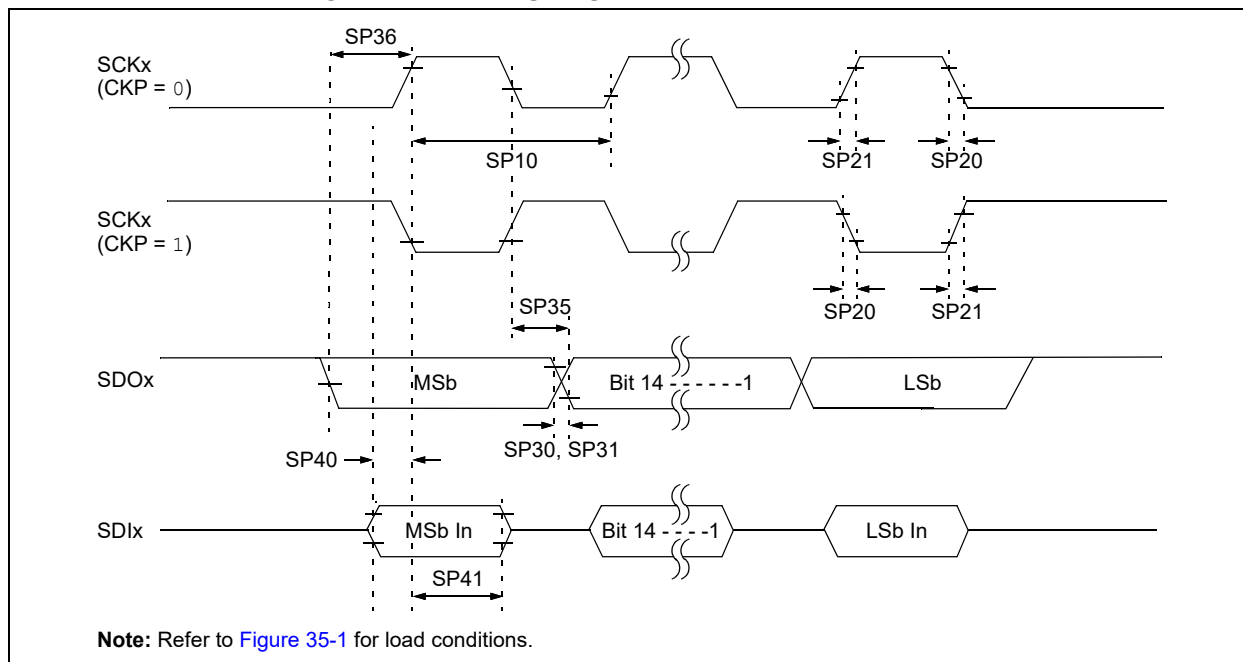 SP36
SCKx
(CKP = 0)
SP10
SP21
SP20
SCKx
(CKP = 1)
SP35
SP20
SP21
SDOx
MSb
Bit 14 - - - - - -1
LSb
SP30, SP31
SP40
SDIx
MSb In
Bit 14 - - - -1
LSb In
SP41
Note: Refer to Figure 35-1 for load conditions.